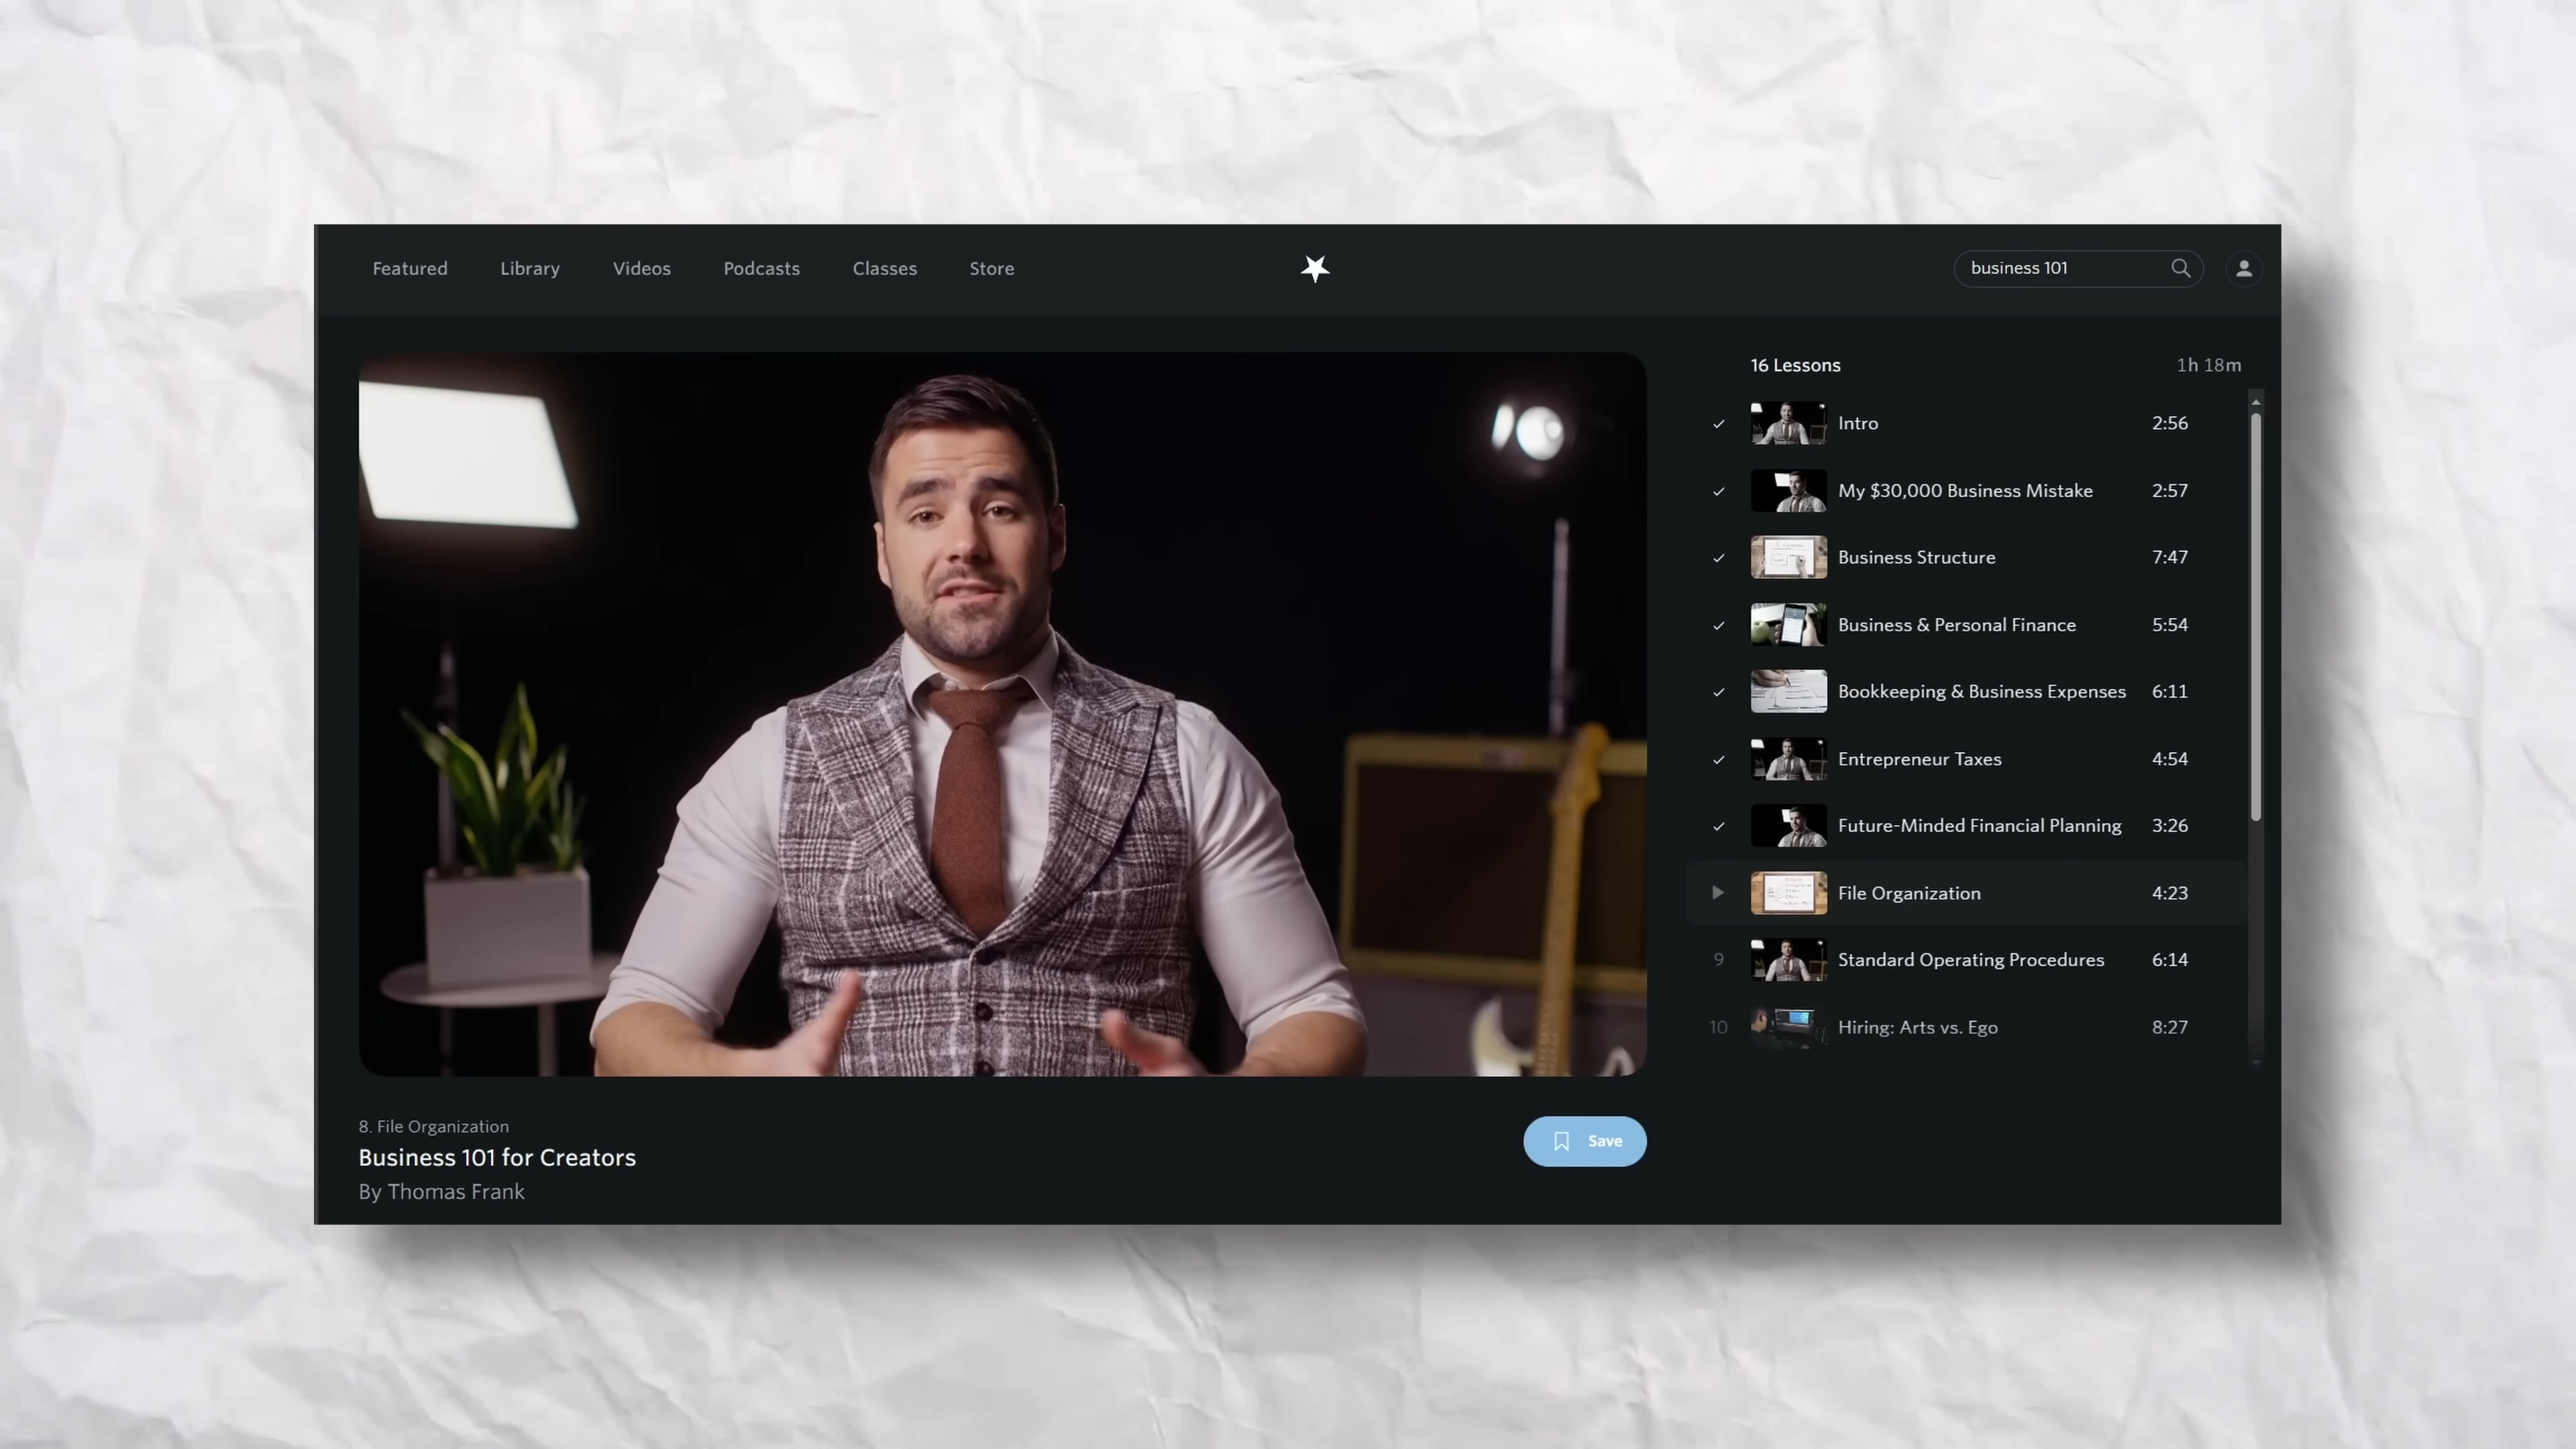 Featured Library Videos Podcasts Classes Store
business 101
16 Lessons 1h 18m
Intro 2:56
My $30,000 Business Mistake 2:57
Business Structure 7:47
Business & Personal Finance 5:54
Bookkeeping & Business Expenses 6:11
Entrepreneur Taxes 4:54
Future-Minded Financial Planning 3:26
File Organization 4:23
9 Standard Operating Procedures 6:14
10 Hiring: Arts vs. Ego 8:27
8. File Organization
Business 101 for Creators
By Thomas Frank
Save